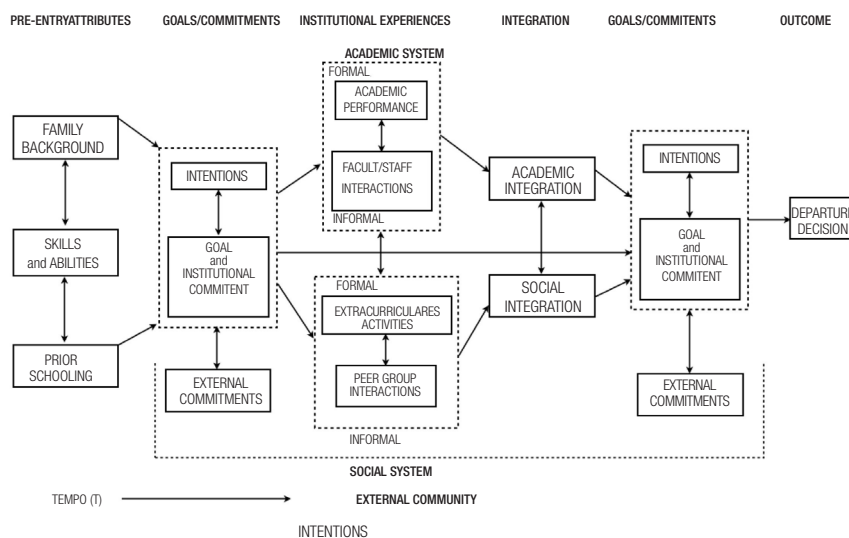 PRE-ENTRYATTRIBUTES
GOALS/COMMITMENTS
INSTITUTIONAL EXPERIENCES
INTEGRATION
GOALS/COMMITENTS
OUTCOME
ACADEMIC SYSTEM
FORMAL
ACADEMIC
PERFORMANCE
FAMILY
BACKGROUND
INTENTIONS
FACULT/STAFF
INTERACTIONS
INFORMAL
ACADEMIC
INTEGRATION
INTENTIONS
SKILLS
and ABILITIES
GOAL
and
INSTITUTIONAL
COMMITENT
GOAL
and
INSTITUTIONAL
COMMITENT
DEPARTURE
DECISION
FORMAL
EXTRACURRICULARES
ACTIVITIES
SOCIAL
INTEGRATION
PRIOR
SCHOOLING
EXTERNAL
COMMITMENTS
PEER GROUP
INTERACTIONS
EXTERNAL
COMMITMENTS
INFORMAL
SOCIAL SYSTEM
TEMPO (T)
EXTERNAL COMMUNITY
INTENTIONS